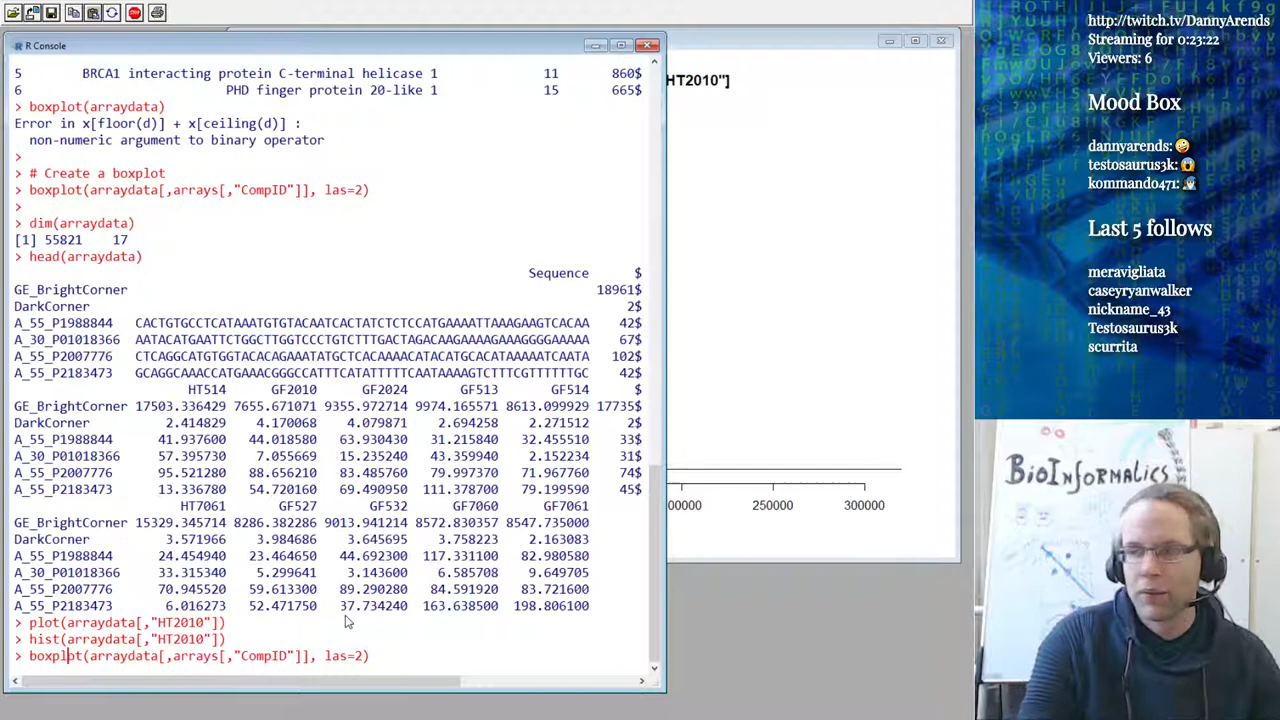 R Console
5 BRCA1 interacting protein C-terminal helicase 1 11 860$
6 PHD finger protein 20-like 1 15 665$
> boxplot(arraydata)
Error in x[floor(d)] + x[ceiling(d)] :
non-numeric argument to binary operator
>
> # Create a boxplot
> boxplot(arraydata[,arrays[,"CompID"]], las=2)
>
> dim(arraydata)
[1] 55821 17
> head(arraydata)
Sequence $
GE_BrightCorner 18961$
DarkCorner 2$
A_55_P1988844 CACTGTGCCTCATAAATGTGTACAATCACTATCTCTCCATGAAAATTAAAGAAGTCACAA 42$
A_30_P01018366 AATACATGAATTCTGGCTTGGTCCCTGTCTTTGACTAGACAAGAAAAGAAAGGGGAAAAA 67$
A_55_P2007776 CTCAGGCATGTGGTACACAGAAATATGCTCACAAAACATACATGCACATAAAAATCAATA 102$
A_55_P2183473 GCAGGCAAACCATGAAACGGGCCATTTCATATTTTTCAATAAAAGTCTTTCGTTTTTTGC 42$
HT514 GF2010 GF2024 GF513 GF514 $
GE_BrightCorner 17503.336429 7655.671071 9355.972714 9974.165571 8613.099929 17735$
DarkCorner 2.414829 4.170068 4.079871 2.694258 2.271512 2$
A_55_P1988844 41.937600 44.018580 63.930430 31.215840 32.455510 33$
A_30_P01018366 57.395730 7.055669 15.235240 43.359940 2.152234 31$
A_55_P2007776 95.521280 88.656210 83.485760 79.997370 71.967760 74$
A_55_P2183473 13.336780 54.720160 69.490950 111.378700 79.199590 45$
HT7061 GF527 GF532 GF7060 GF7061
GE_BrightCorner 15329.345714 8286.382286 9013.941214 8572.830357 8547.735000
DarkCorner 3.571966 3.984686 3.645695 3.758223 2.163083
A_55_P1988844 24.454940 23.464650 44.692300 117.331100 82.980580
A_30_P01018366 33.315340 5.299641 3.143600 6.585708 9.649705
A_55_P2007776 70.945520 59.613300 89.290280 84.591920 83.721600
A_55_P2183473 6.016273 52.471750 37.734240 163.638500 198.806100
> plot(arraydata[,"HT2010"])
> hist(arraydata[,"HT2010"])
> boxplot(arraydata[,arrays[,"CompID"]], las=2)
HT2010"]
00000 250000 300000
http://twitch.tv/DannyArends
Streaming for 0:23:22
Viewers: 6
Mood Box
dannyarends: 🤪
testosaurus3k: 😱
kommando471:
Last 5 follows
meravigliata
caseyryanwalker
nickname_43
Testosaurus3k
scurrita
BioInformatics